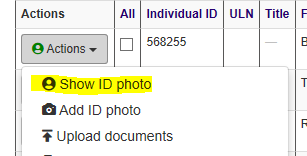 Actions All Individual ID ULN Title
Actions 568255 —
Show ID photo
Add ID photo
Upload documents